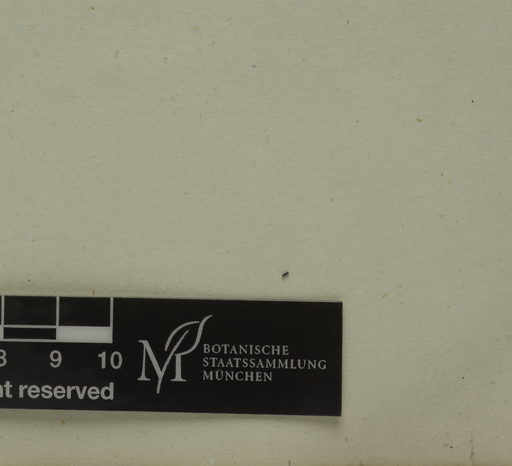 8 9 10
BOTANISCHE
STAATSSAMMLUNG
MÜNCHEN
nt reserved